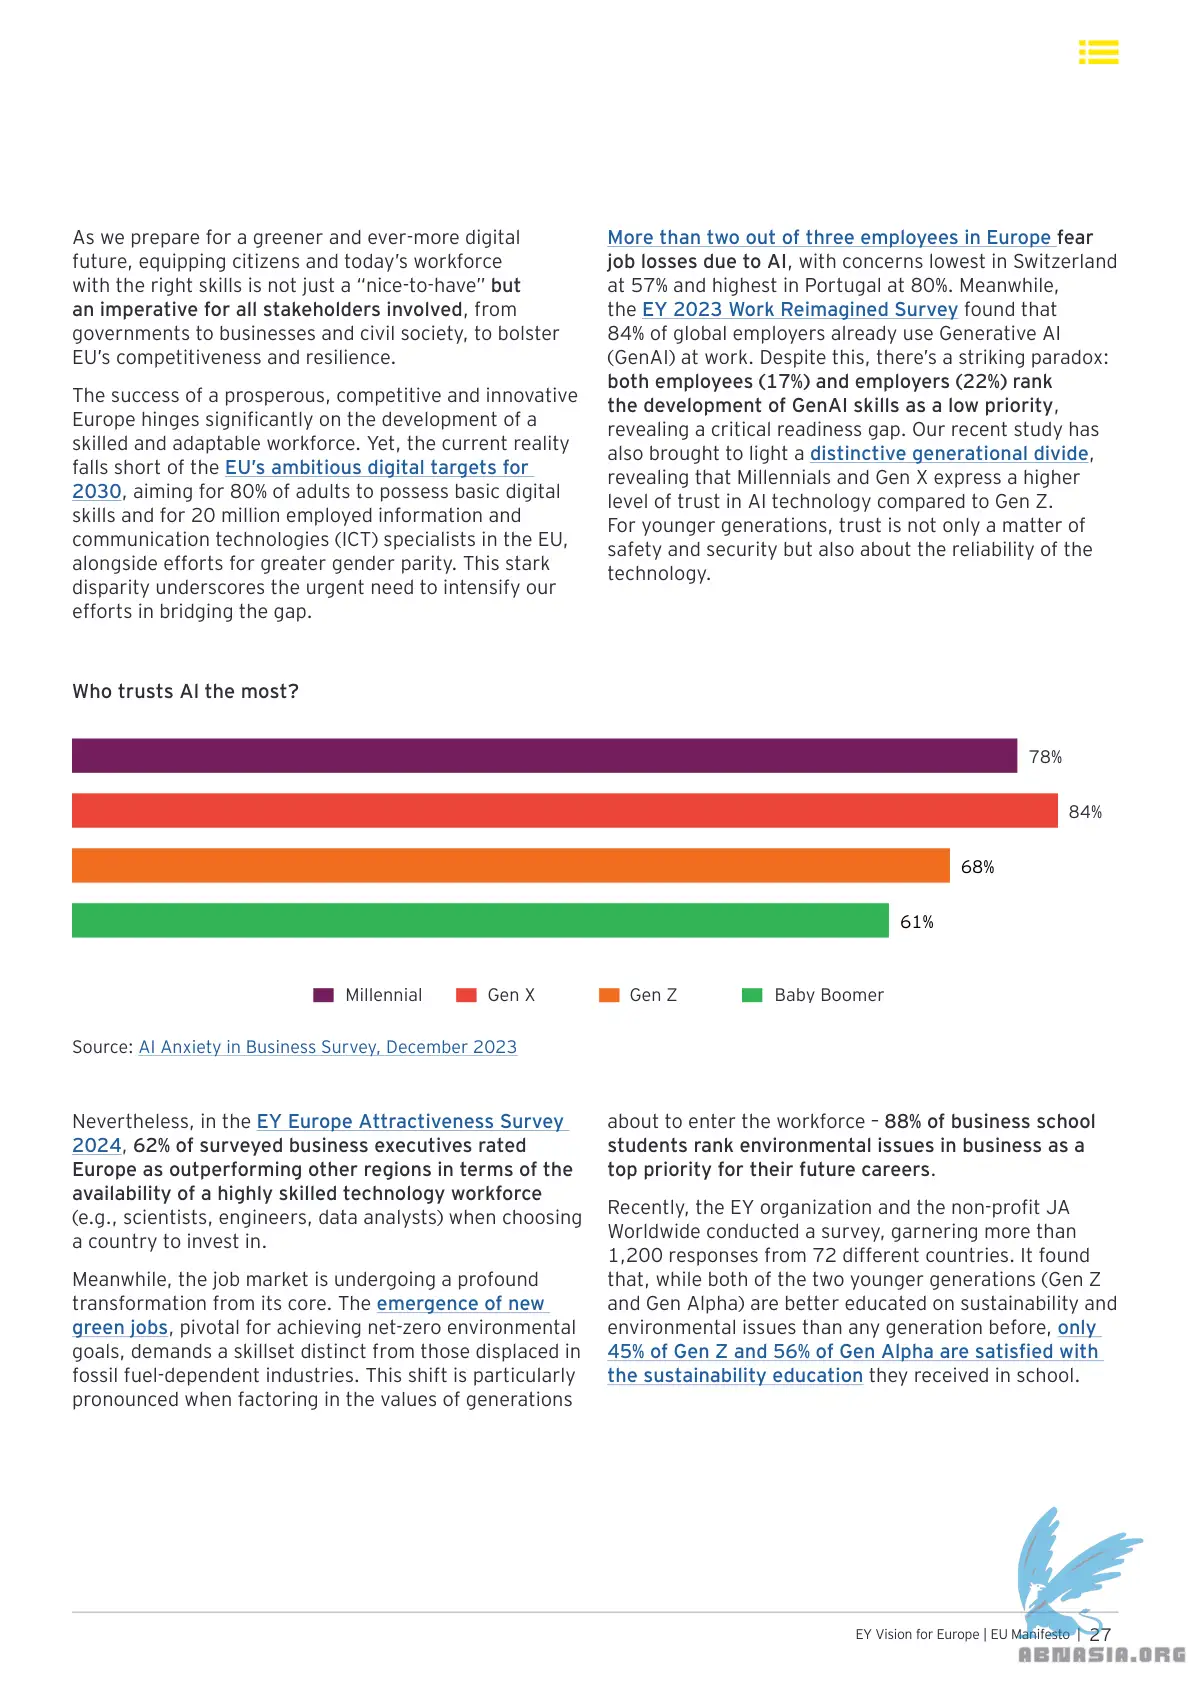 As we prepare for a greener and ever-more digital
future, equipping citizens and today’s workforce
with the right skills is not just a “nice-to-have” but
an imperative for all stakeholders involved, from
governments to businesses and civil society, to bolster
EU’s competitiveness and resilience.
The success of a prosperous, competitive and innovative
Europe hinges significantly on the development of a
skilled and adaptable workforce. Yet, the current reality
falls short of the EU’s ambitious digital targets for
2030, aiming for 80% of adults to possess basic digital
skills and for 20 million employed information and
communication technologies (ICT) specialists in the EU,
alongside efforts for greater gender parity. This stark
disparity underscores the urgent need to intensify our
efforts in bridging the gap.
More than two out of three employees in Europe fear
job losses due to AI, with concerns lowest in Switzerland
at 57% and highest in Portugal at 80%. Meanwhile,
the EY 2023 Work Reimagined Survey found that
84% of global employers already use Generative AI
(GenAI) at work. Despite this, there’s a striking paradox:
both employees (17%) and employers (22%) rank
the development of GenAI skills as a low priority,
revealing a critical readiness gap. Our recent study has
also brought to light a distinctive generational divide,
revealing that Millennials and Gen X express a higher
level of trust in AI technology compared to Gen Z.
For younger generations, trust is not only a matter of
safety and security but also about the reliability of the
technology.
Who trusts AI the most?
78%
84%
68%
61%
Millennial Gen X Gen Z Baby Boomer
Source: AI Anxiety in Business Survey, December 2023
Nevertheless, in the EY Europe Attractiveness Survey
2024, 62% of surveyed business executives rated
Europe as outperforming other regions in terms of the
availability of a highly skilled technology workforce
(e.g., scientists, engineers, data analysts) when choosing
a country to invest in.
Meanwhile, the job market is undergoing a profound
transformation from its core. The emergence of new
green jobs, pivotal for achieving net-zero environmental
goals, demands a skillset distinct from those displaced in
fossil fuel-dependent industries. This shift is particularly
pronounced when factoring in the values of generations
about to enter the workforce – 88% of business school
students rank environmental issues in business as a
top priority for their future careers.
Recently, the EY organization and the non-profit JA
Worldwide conducted a survey, garnering more than
1,200 responses from 72 different countries. It found
that, while both of the two younger generations (Gen Z
and Gen Alpha) are better educated on sustainability and
environmental issues than any generation before, only
45% of Gen Z and 56% of Gen Alpha are satisfied with
the sustainability education they received in school.
EY Vision for Europe | EU Manifesto | 27
ABNASIA.ORG